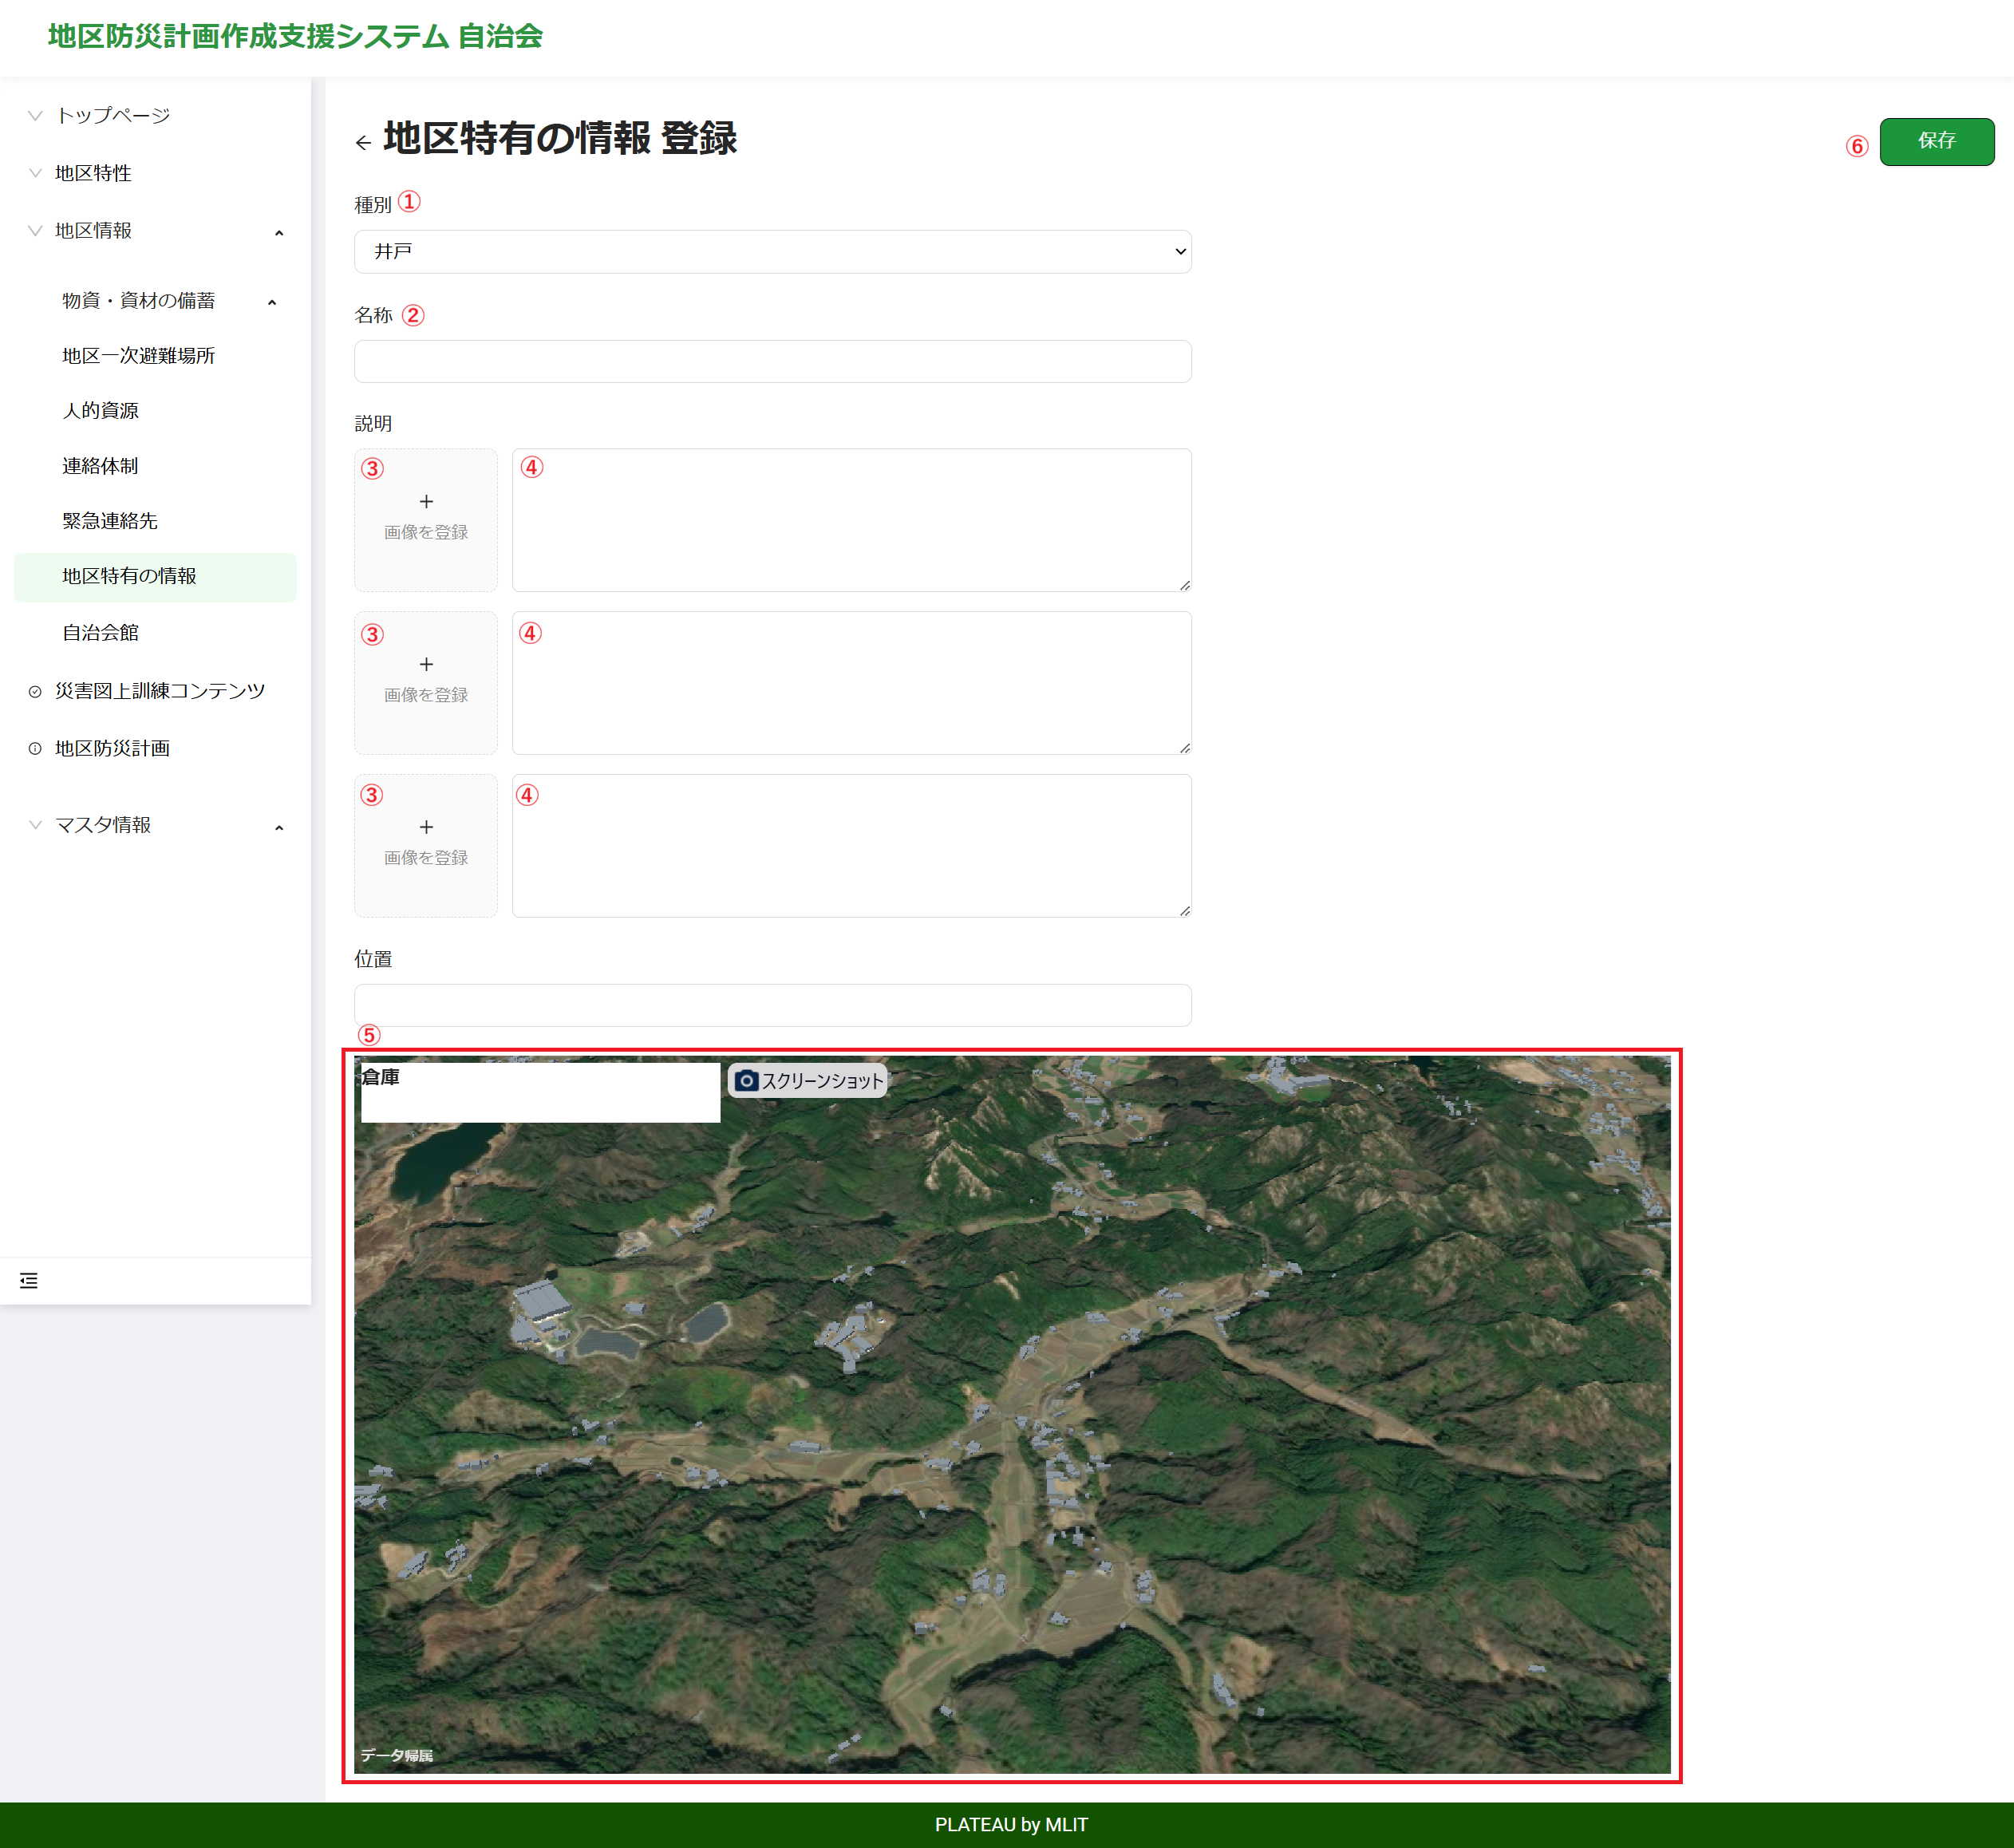 地区防災計画作成支援システム 自治会
トップページ
地区特性
地区情報
物資・資材の備蓄
地区一次避難場所
人的資源
連絡体制
緊急連絡先
地区特有の情報
自治会館
災害図上訓練コンテンツ
地区防災計画
マスタ情報
← 地区特有の情報 登録
⑥ 保存
種別 ①
井戸
名称 ②
説明
③ ④
+
画像を登録
③ ④
+
画像を登録
③ ④
+
画像を登録
位置
⑤
倉庫
スクリーンショット
データ帰属
PLATEAU by MLIT